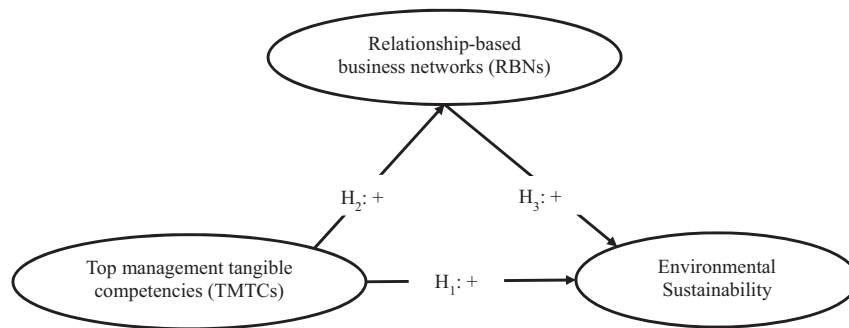 Relationship-based
business networks (RBNs)
H₂: +
H₃: +
Top management tangible
competencies (TMTCs)
H₁: +
Environmental
Sustainability